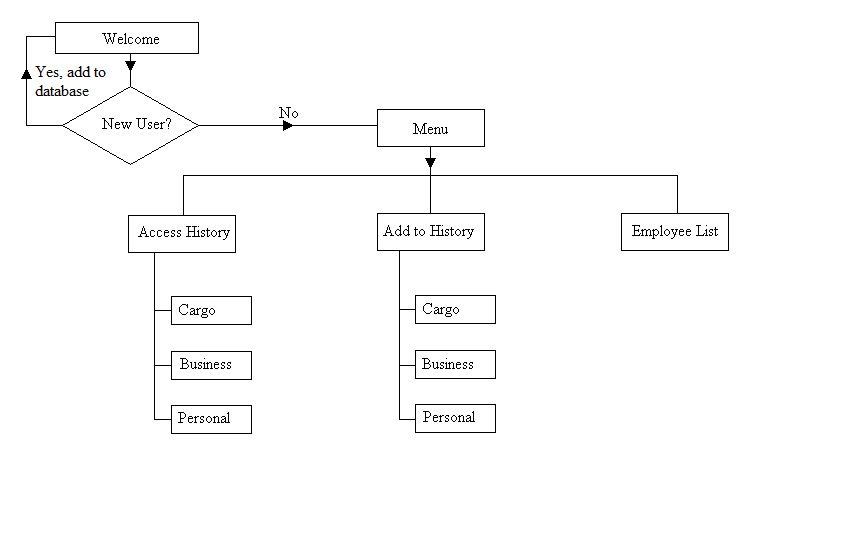 Welcome
Yes, add to
database
New User?
No
Menu
Access History
Add to History
Employee List
Cargo
Business
Personal
Cargo
Business
Personal